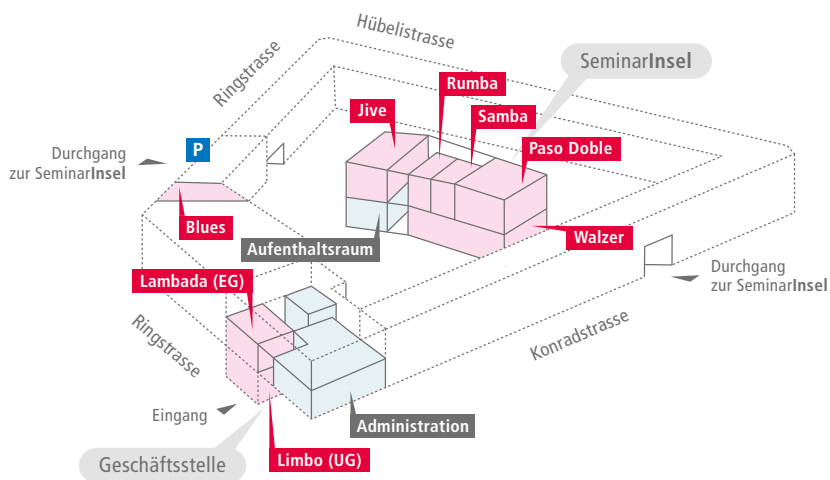 Hübelistrasse
Ringstrasse
SeminarInsel
Rumba
Jive
Samba
P
Paso Doble
Durchgang
zur SeminarInsel
Blues
Walzer
Aufenthaltsraum
Durchgang
zur SeminarInsel
Lambada (EG)
Ringstrasse
Konradstrasse
Eingang
Administration
Geschäftsstelle
Limbo (UG)